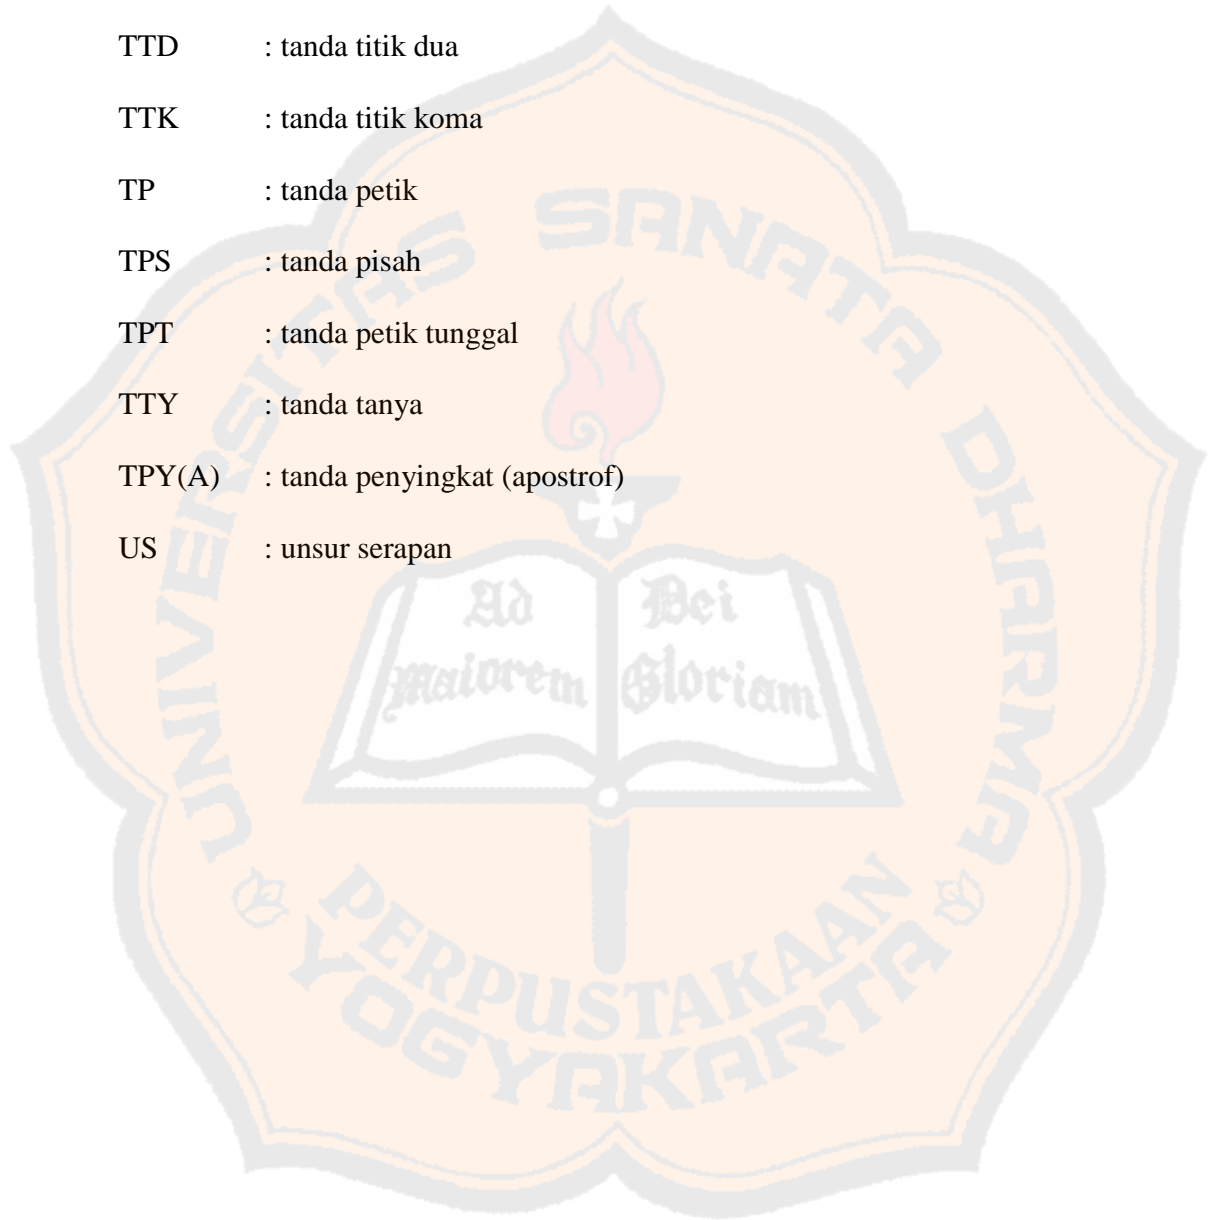 TTD : tanda titik dua
TTK : tanda titik koma
TP : tanda petik
TPS : tanda pisah
TPT : tanda petik tunggal
TTY : tanda tanya
TPY(A) : tanda penyingkat (apostrof)
US : unsur serapan
UNIVERSITAS SANATA DHARMA
Ad Dei
Maiorem Gloriam
PERPUSTAKAAN
YOGYAKARTA